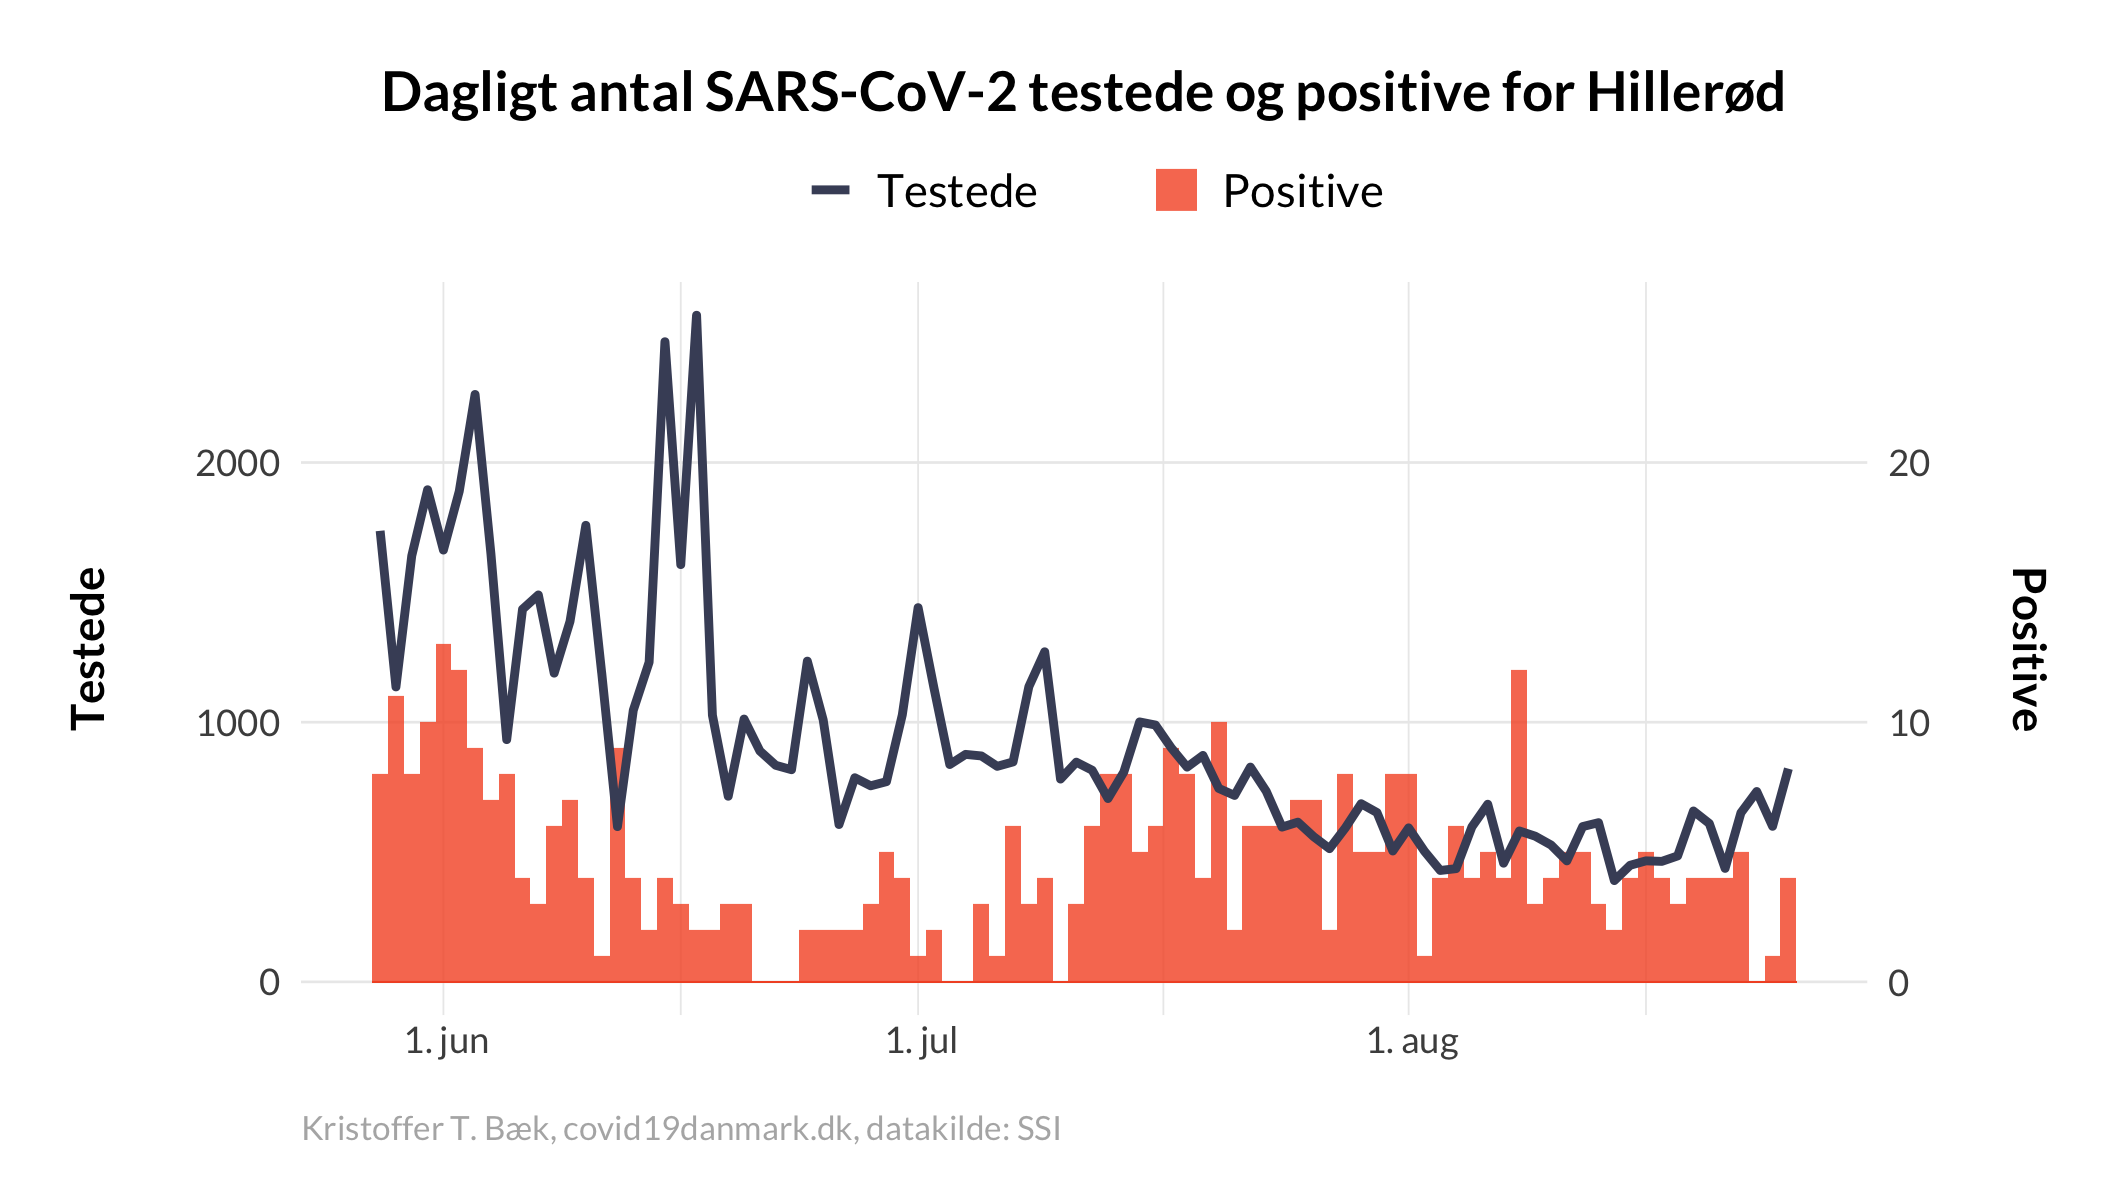 Dagligt antal SARS-CoV-2 testede og positive for Hillerød
Testede
Positive
Testede
2000
1000
0
20
10
0
Positive
1. jun
1. jul
1. aug
Kristoffer T. Bæk, covid19danmark.dk, datakilde: SSI